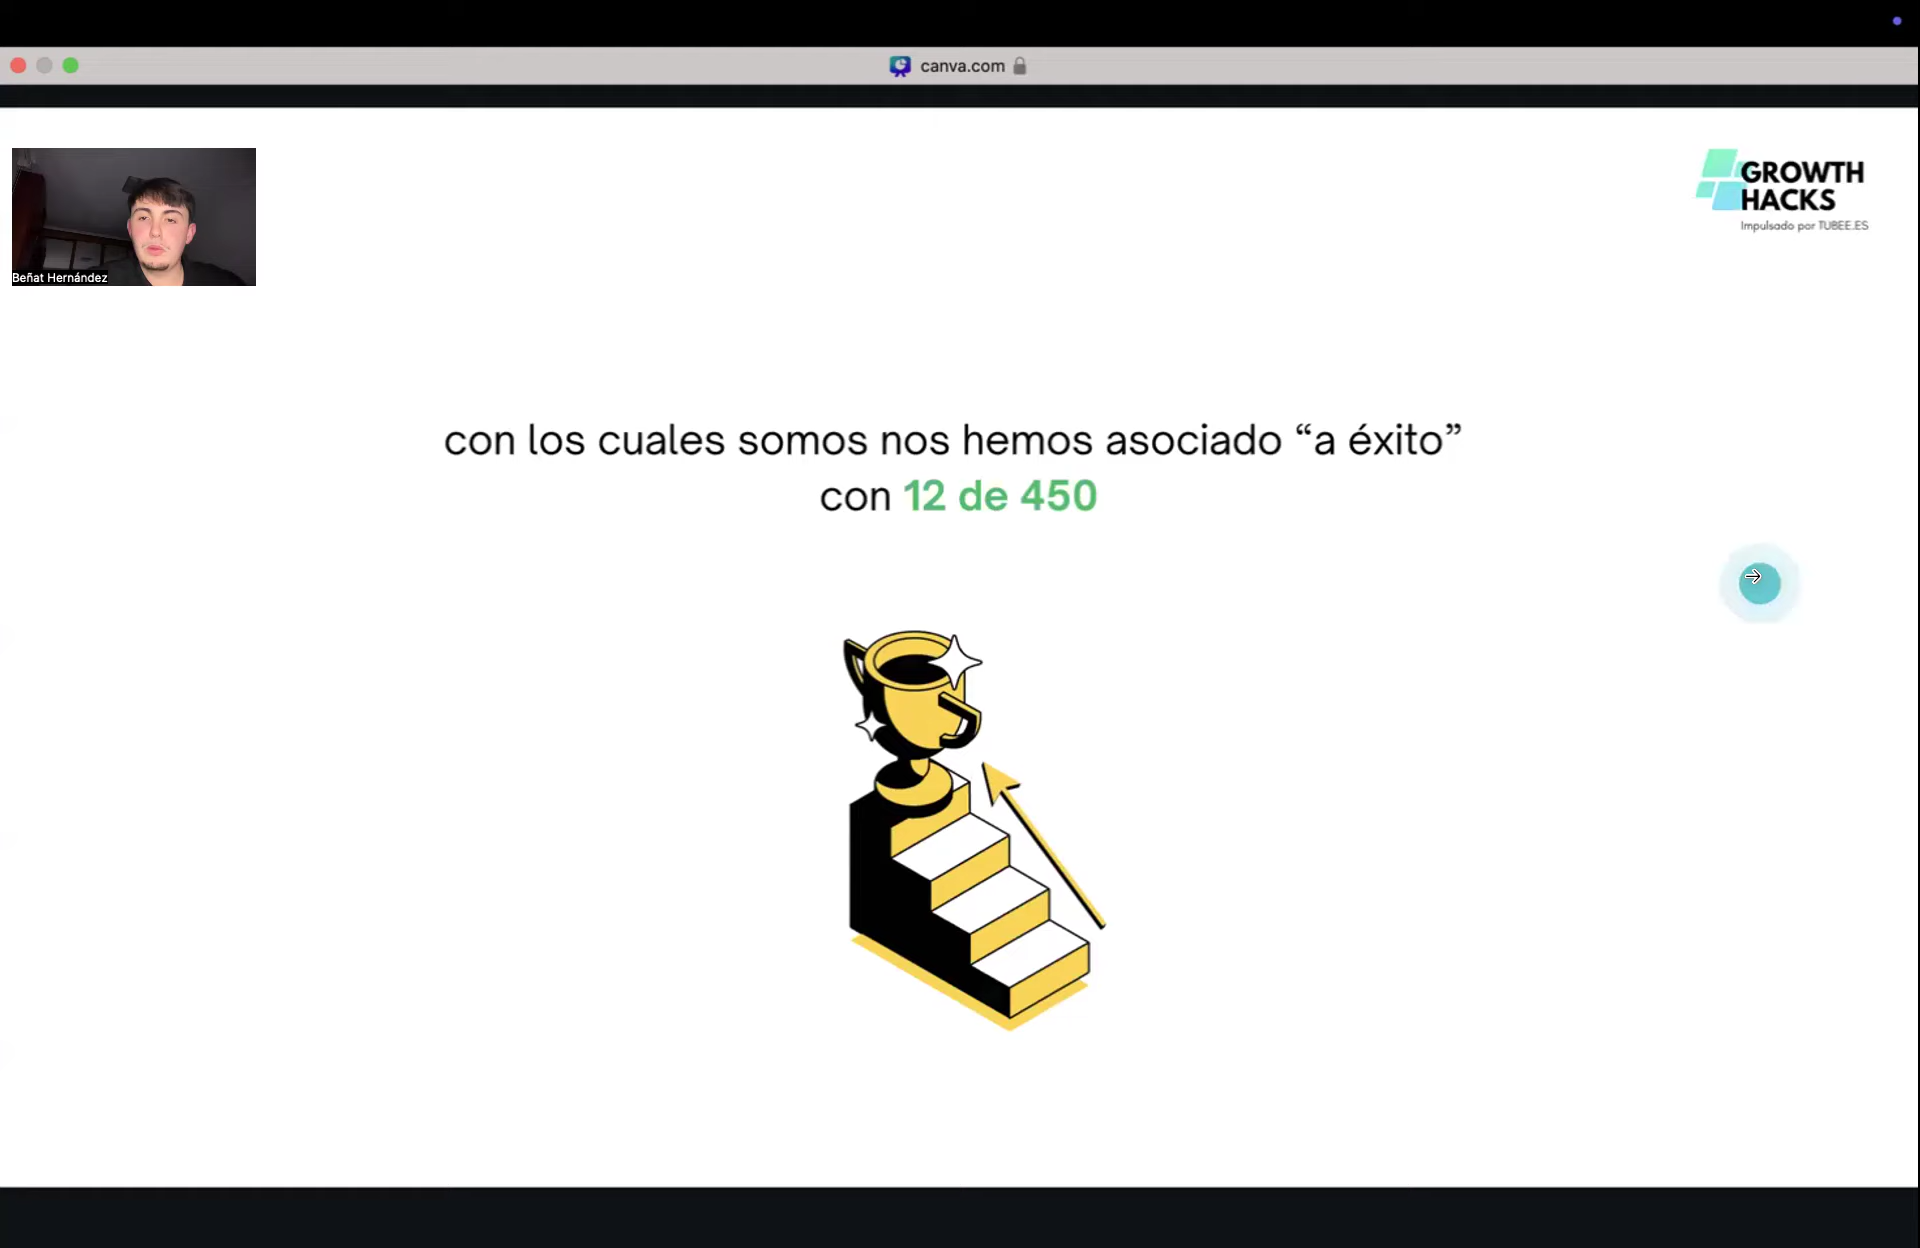 canva.com
Beñat Hernández
GROWTH
HACKS
Impulsado por TUBEE.ES
con los cuales somos nos hemos asociado “a éxito”
con 12 de 450